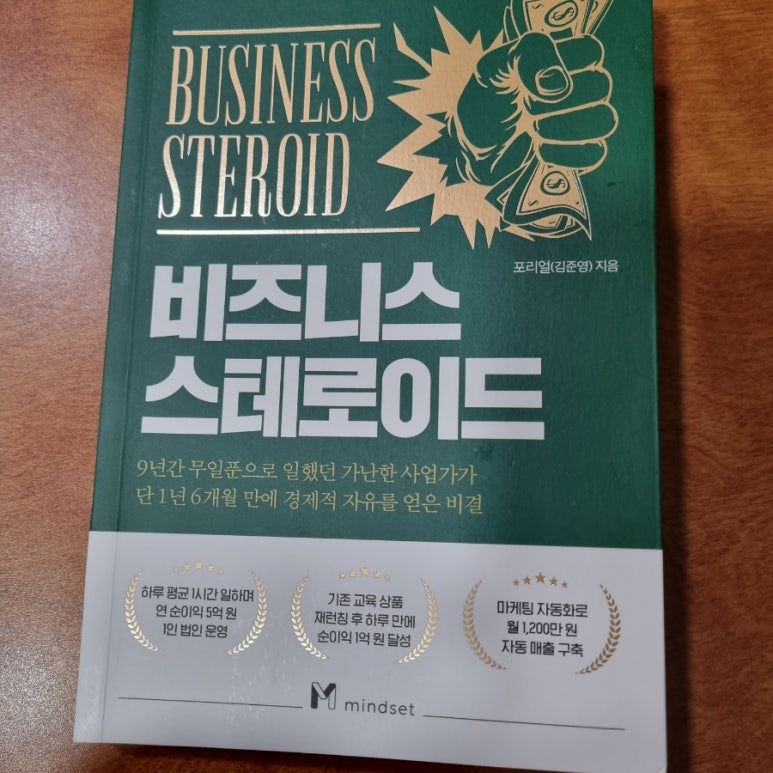 BUSINESS
STEROID
포리얼(김준영) 지음
비즈니스
스테로이드
9년간 무일푼으로 일했던 가난한 사업가가
단 1년 6개월 만에 경제적 자유를 얻은 비결
하루 평균 1시간 일하며
연 순이익 5억 원
1인 법인 운영
기존 교육 상품
재런칭 후 하루 만에
순이익 1억 원 달성
마케팅 자동화로
월 1,200만 원
자동 매출 구축
M mindset